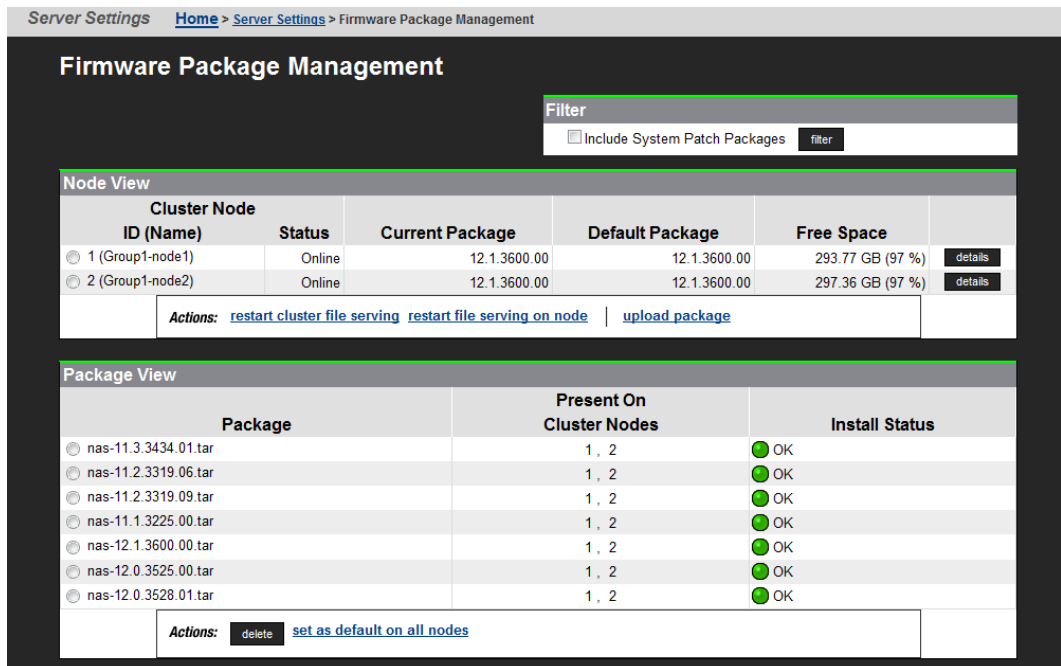 Server Settings Home > Server Settings > Firmware Package Management
Firmware Package Management
Filter
Include System Patch Packages filter
Node View
Cluster Node
ID (Name) Status Current Package Default Package Free Space
1 (Group1-node1) Online 12.1.3600.00 12.1.3600.00 293.77 GB (97 %) details
2 (Group1-node2) Online 12.1.3600.00 12.1.3600.00 297.36 GB (97 %) details
Actions: restart cluster file serving restart file serving on node | upload package
Package View
Present On
Package Cluster Nodes Install Status
nas-11.3.3434.01.tar 1 , 2 OK
nas-11.2.3319.06.tar 1 , 2 OK
nas-11.2.3319.09.tar 1 , 2 OK
nas-11.1.3225.00.tar 1 , 2 OK
nas-12.1.3600.00.tar 1 , 2 OK
nas-12.0.3525.00.tar 1 , 2 OK
nas-12.0.3528.01.tar 1 , 2 OK
Actions: delete set as default on all nodes